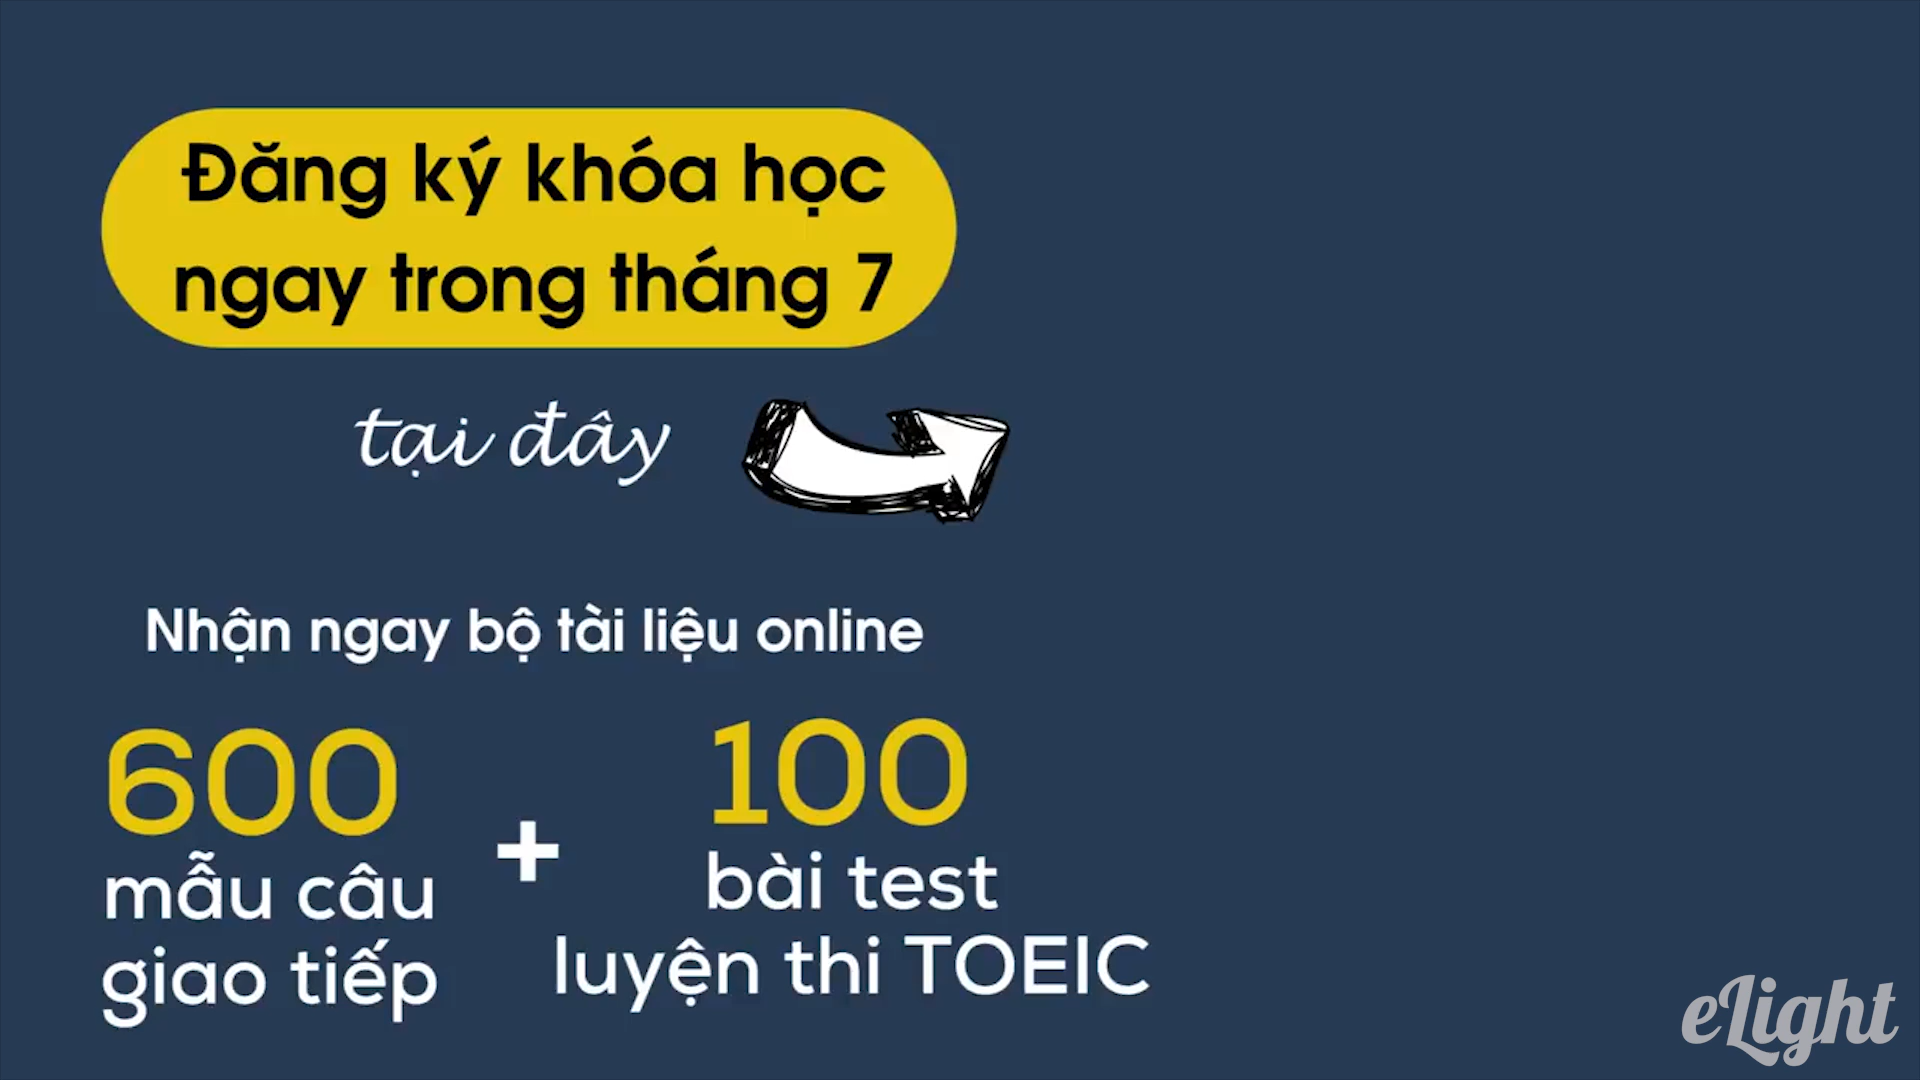 Đăng ký khóa học
ngay trong tháng 7
tại đây
Nhận ngay bộ tài liệu online
600
mẫu câu
giao tiếp
+
100
bài test
luyện thi TOEIC
eLight